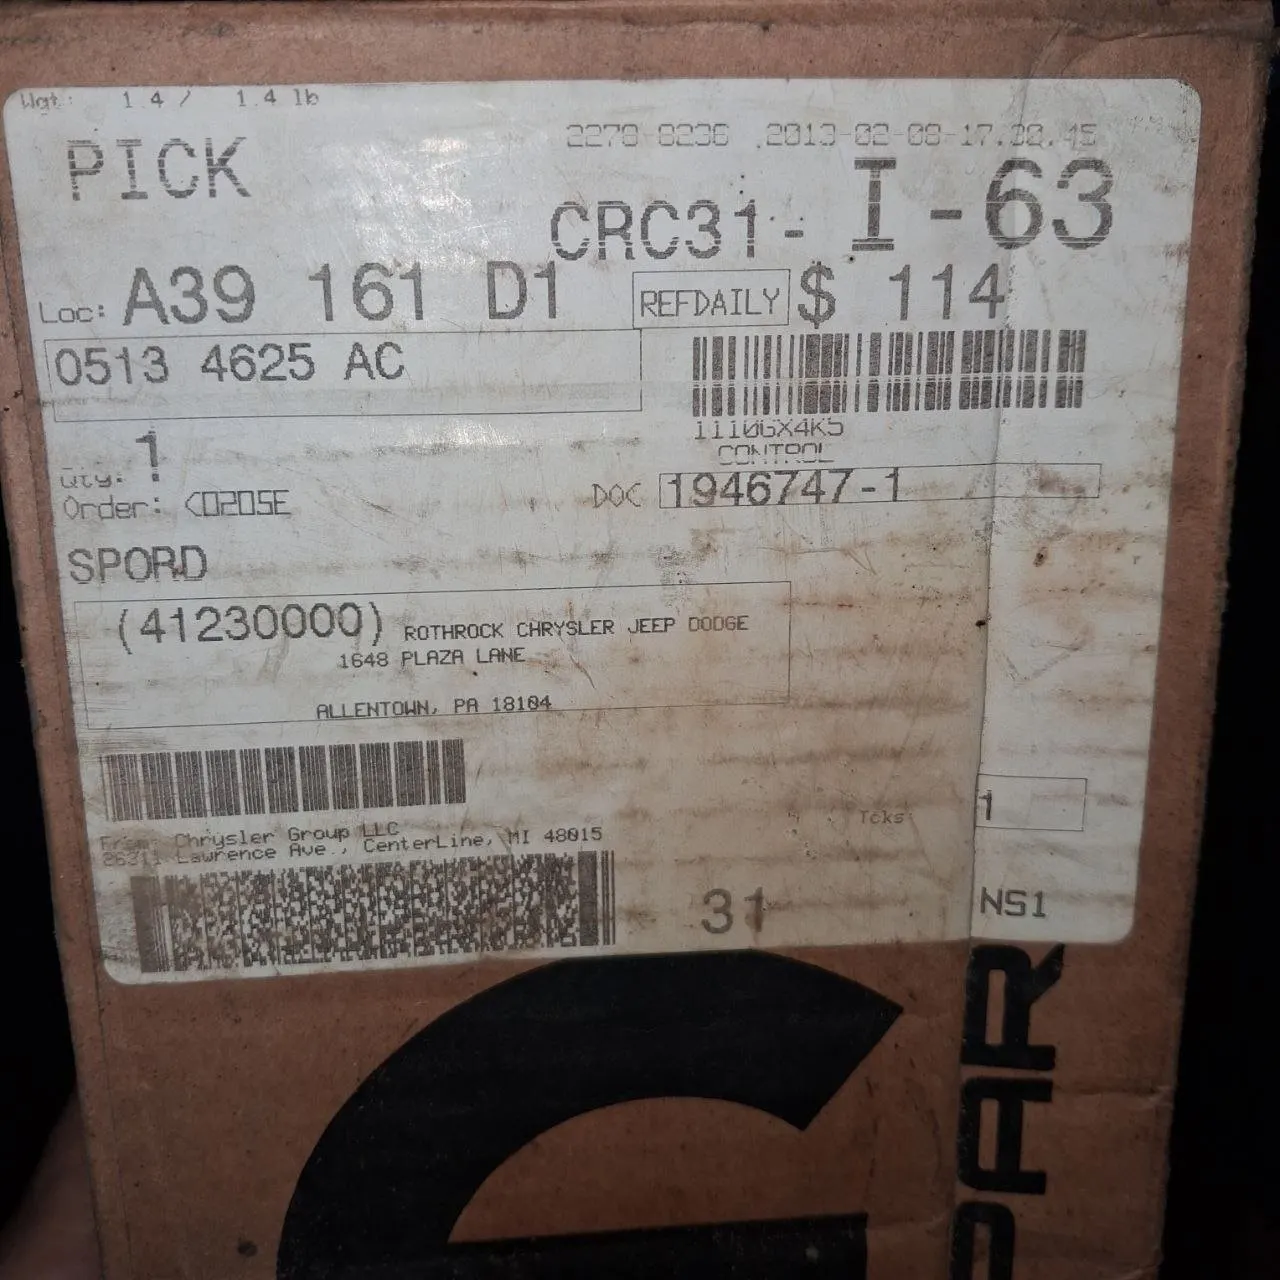 Wgt: 1.4 / 1.4 lb
2270 8236 2013-02-08-17.30.45
PICK
CRC31- I-63
Loc: A39 161 D1 REFDAILY $ 114
0513 4625 AC
1110GX4K5
CONTROL
Qty: 1
DOC 1946747-1
Order: C0205E
SPORD
(41230000) ROTHROCK CHRYSLER JEEP DODGE
1648 PLAZA LANE
ALLENTOWN, PA 18104
Tcks: 1
From: Chrysler Group LLC
26311 Lawrence Ave., CenterLine, MI 48015
31 NS1
PAR